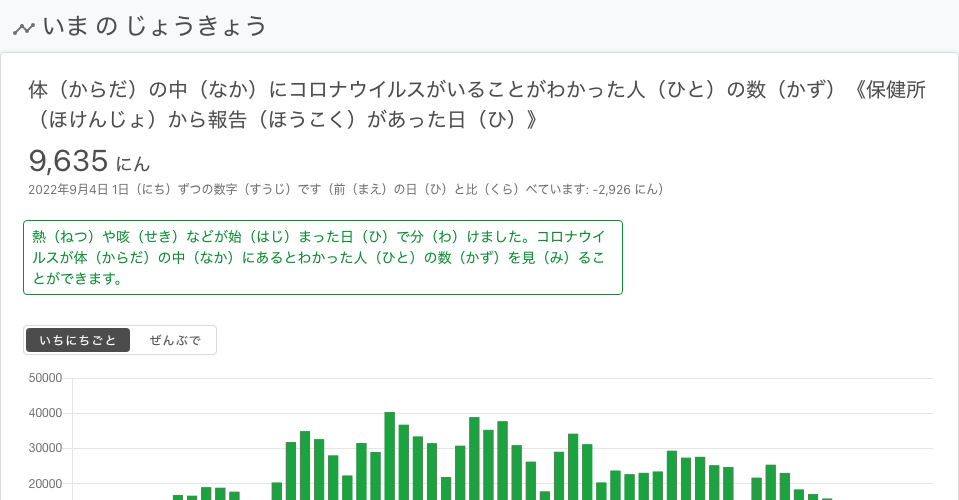 いま の じょうきょう
体（からだ）の中（なか）にコロナウイルスがいることがわかった人（ひと）の数（かず）《保健所
（ほけんじょ）から報告（ほうこく）があった日（ひ）》
9,635 にん
2022年9月4日 1日（にち）ずつの数字（すうじ）です（前（まえ）の日（ひ）と比（くら）べています: -2,926 にん）
熱（ねつ）や咳（せき）などが始（はじ）まった日（ひ）で分（わ）けました。コロナウイ
ルスが体（からだ）の中（なか）にあるとわかった人（ひと）の数（かず）を見（み）るこ
とができます。
いちにちごと ぜんぶで
50000
40000
30000
20000